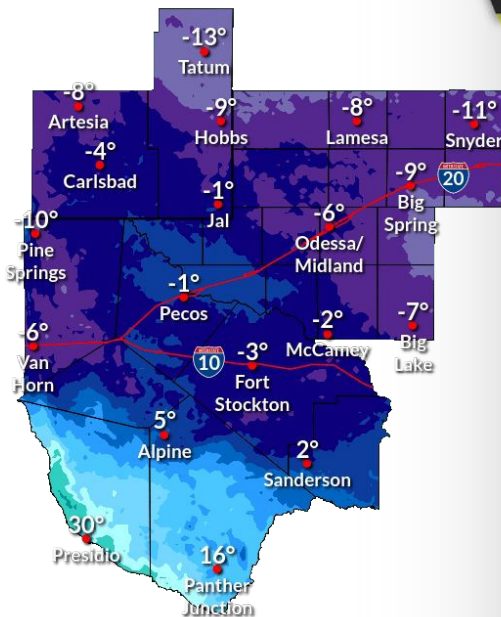 -13°
Tatum
-8°
Artesia
-9°
Hobbs
-8°
Lamesa
-11°
Snyder
-4°
Carlsbad
-1°
Jal
-9°
Big
Spring
INTERSTATE
20
-10°
Pine
Springs
-6°
Odessa/
Midland
-1°
Pecos
-2°
McCamey
-7°
Big
Lake
-6°
Van
Horn
INTERSTATE
10
-3°
Fort
Stockton
5°
Alpine
2°
Sanderson
30°
Presidio
16°
Panther
Junction